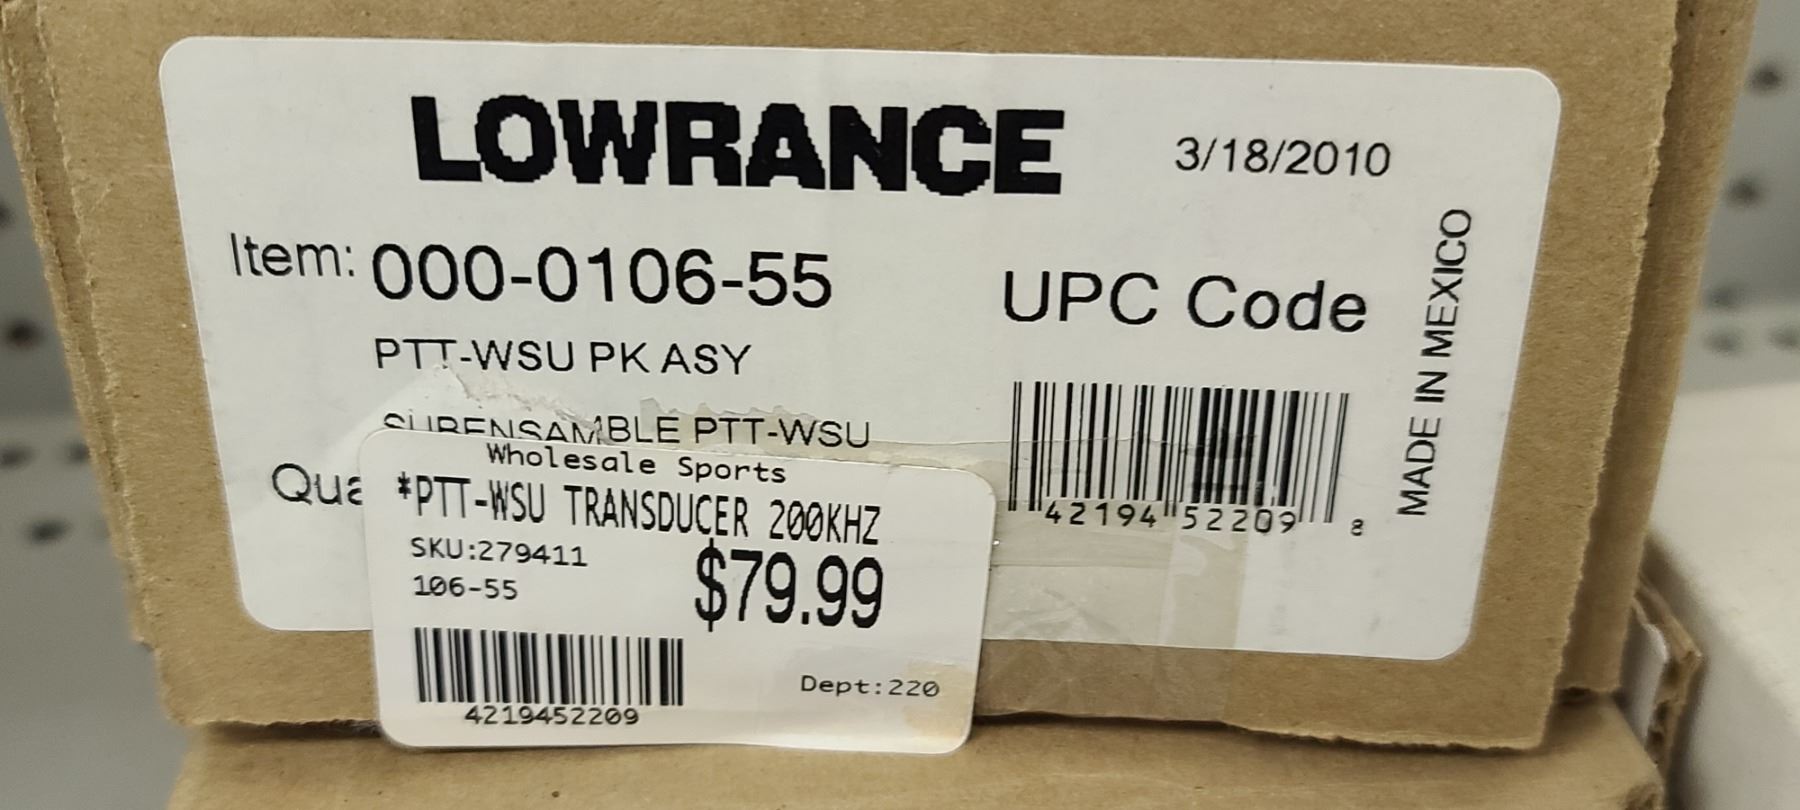 LOWRANCE
3/18/2010
Item: 000-0106-55
UPC Code
MADE IN MEXICO
PTT-WSU PK ASY
SUBENSAMBLE PTT-WSU
42194 52209 8
Wholesale Sports
*PTT-WSU TRANSDUCER 200KHZ
SKU:279411
106-55
$79.99
Dept:220
4219452209